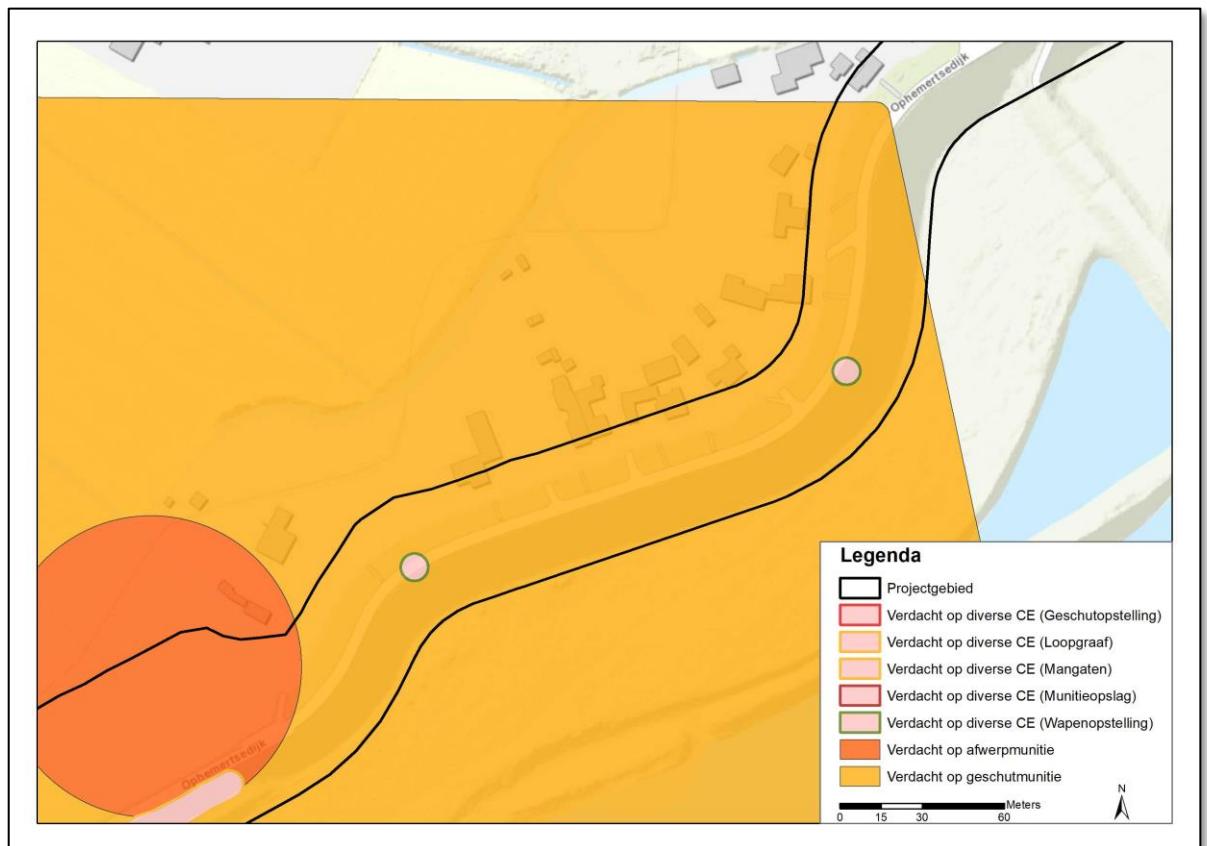 Ophemertsedijk
Ophemertsedijk
Legenda
Projectgebied
Verdacht op diverse CE (Geschutopstelling)
Verdacht op diverse CE (Loopgraaf)
Verdacht op diverse CE (Mangaten)
Verdacht op diverse CE (Munitieopslag)
Verdacht op diverse CE (Wapenopstelling)
Verdacht op afwerpmunitie
Verdacht op geschutmunitie
Meters
0 15 30 60
N